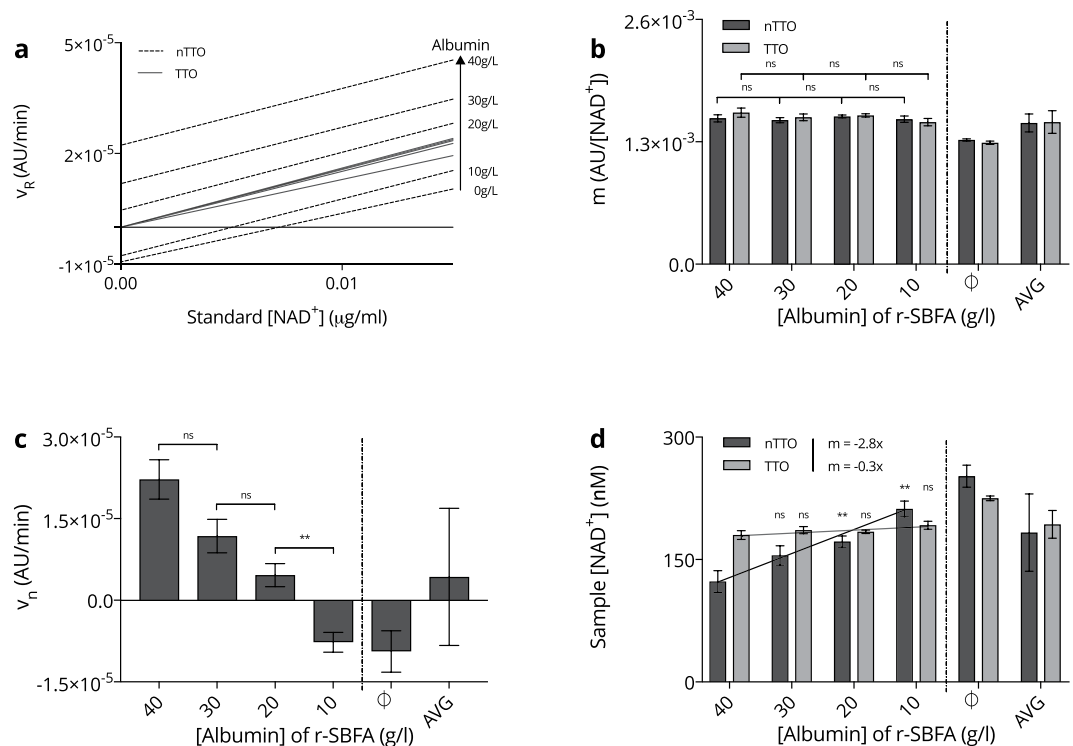 a
5×10⁻⁵
2×10⁻⁵
-1×10⁻⁵
v_R (AU/min)
nTTO
TTO
Albumin
40g/L
30g/L
20g/L
10g/L
0g/L
0.00
0.01
Standard [NAD⁺] (µg/ml)
b
2.6×10⁻³
1.3×10⁻³
0.0
m (AU/[NAD⁺])
nTTO
TTO
ns
ns
ns
ns
ns
ns
40
30
20
10
∅
AVG
[Albumin] of r-SBFA (g/l)
c
3.0×10⁻⁵
1.5×10⁻⁵
0.0
-1.5×10⁻⁵
v_n (AU/min)
ns
ns
**
40
30
20
10
∅
AVG
[Albumin] of r-SBFA (g/l)
d
300
150
0
Sample [NAD⁺] (nM)
nTTO
TTO
m = -2.8x
m = -0.3x
ns
ns
**
ns
**
ns
40
30
20
10
∅
AVG
[Albumin] of r-SBFA (g/l)